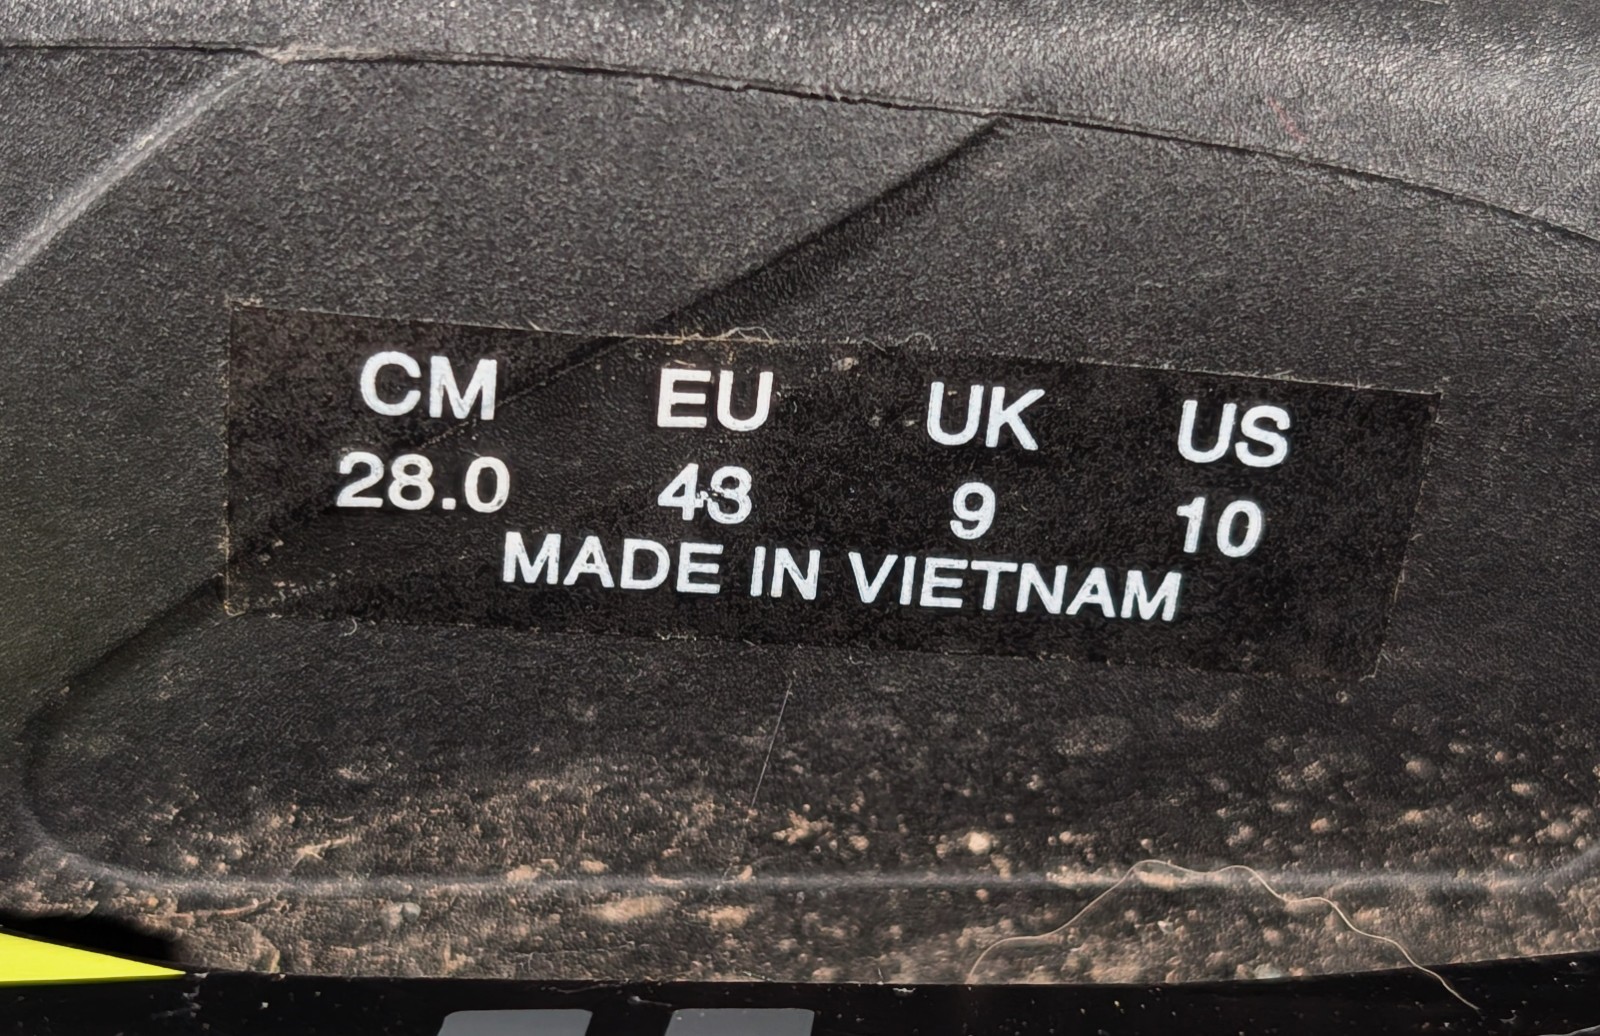 CM EU UK US
28.0 43 9 10
MADE IN VIETNAM